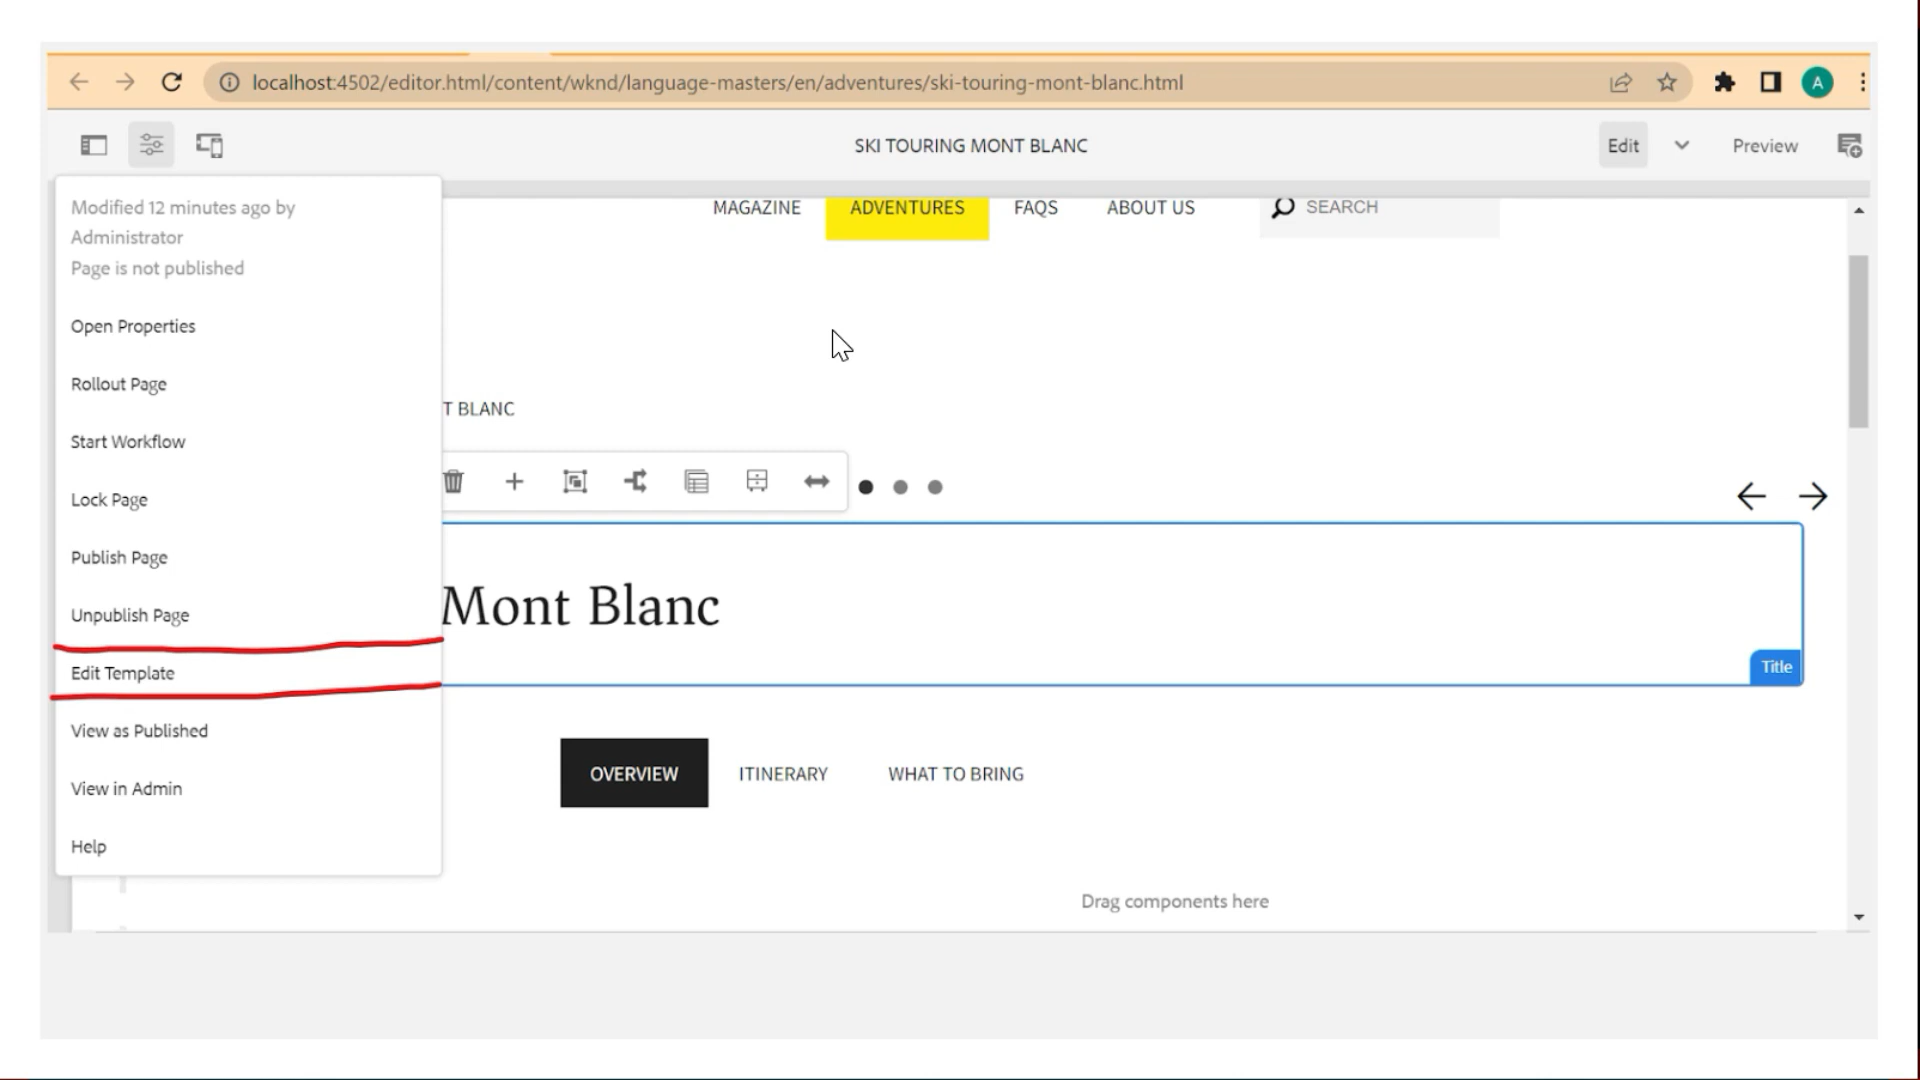 localhost:4502/editor.html/content/wknd/language-masters/en/adventures/ski-touring-mont-blanc.html
A
SKI TOURING MONT BLANC
Edit
Preview
Modified 12 minutes ago by
Administrator
Page is not published
Open Properties
Rollout Page
Start Workflow
Lock Page
Publish Page
Unpublish Page
Edit Template
View as Published
View in Admin
Help
MAGAZINE
ADVENTURES
FAQS
ABOUT US
SEARCH
T BLANC
Mont Blanc
Title
OVERVIEW
ITINERARY
WHAT TO BRING
Drag components here